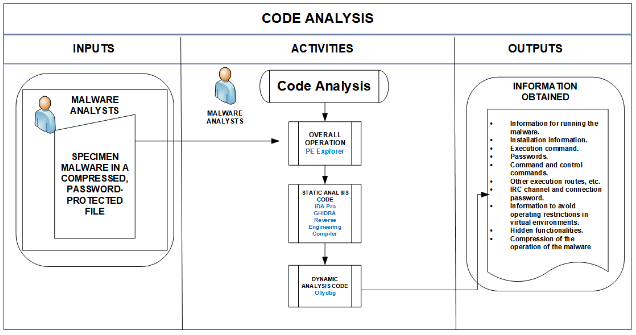 CODE ANALYSIS
INPUTS
ACTIVITIES
OUTPUTS
MALWARE
ANALYSTS
SPECIMEN
MALWARE IN A
COMPRESSED,
PASSWORD-
PROTECTED
FILE
MALWARE
ANALYSTS
Code Analysis
OVERALL
OPERATION
PE Explorer
STATIC ANALYSIS
CODE
IDA Pro
GHIDRA
Reverse
Engineering
Compiler
DYNAMIC
ANALYSIS CODE
Ollydbg
INFORMATION
OBTAINED
• Information for running the
malware.
• Installation information.
• Execution command.
• Passwords.
• Command and control
commands.
• Other execution routes, etc.
• IRC channel and connection
password.
• Information to avoid
operating restrictions in
virtual environments.
• Hidden functionalities.
• Compression of the
operation of the malware